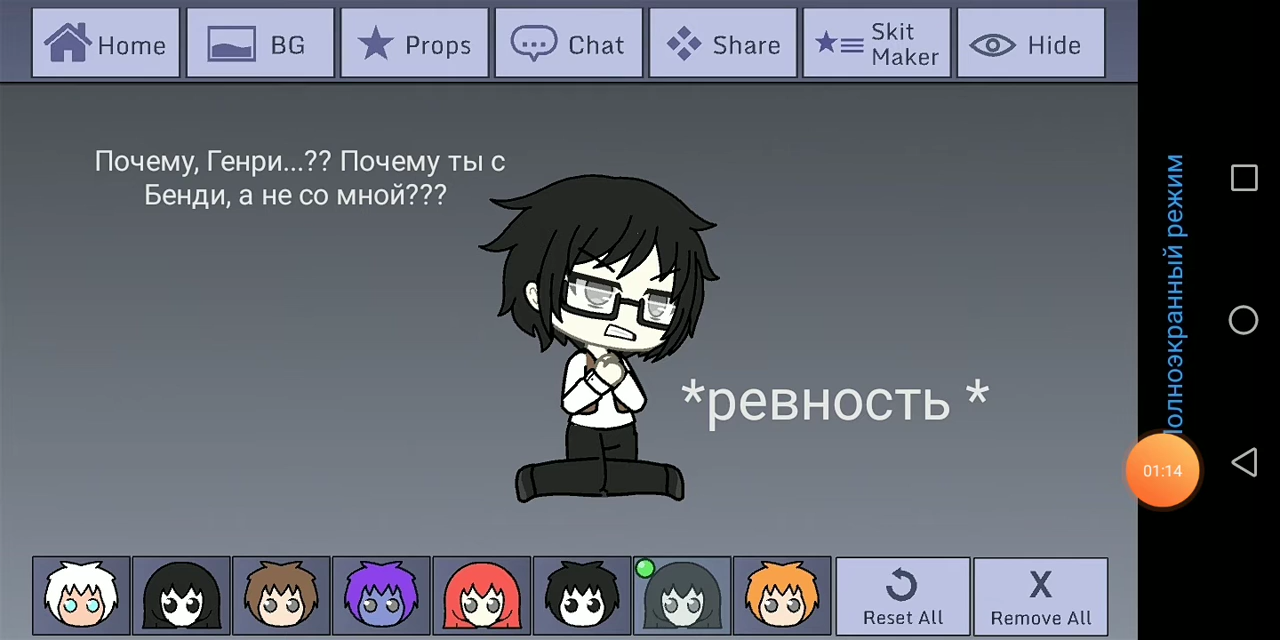 Home
BG
Props
Chat
Share
Skit
Maker
Hide
Почему, Генри...?? Почему ты с
Бенди, а не со мной???
*ревность *
олноэкранный режим
01:14
Reset All
X
Remove All